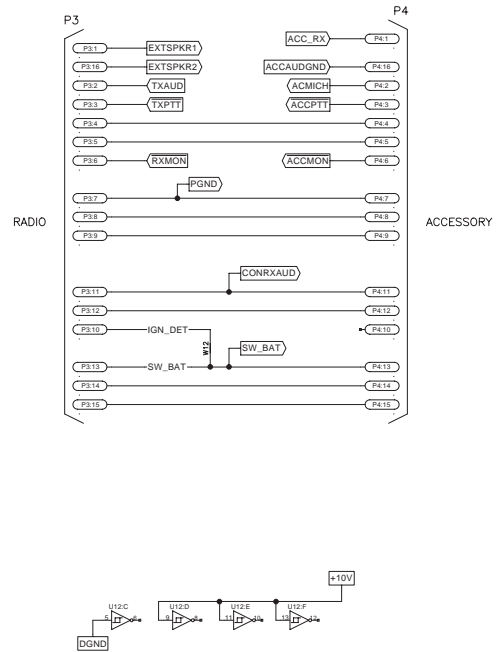 P3 P4
ACC_RX P4:1
P3:1 EXTSPKR1
P3:16 EXTSPKR2 ACCAUDGND P4:16
P3:2 TXAUD ACMICH P4:2
P3:3 TXPTT ACCPTT P4:3
P3:4 P4:4
P3:5 P4:5
P3:6 RXMON ACCMON P4:6
PGND
P3:7 P4:7
RADIO P3:8 P4:8 ACCESSORY
P3:9 P4:9
CONRXAUD
P3:11 P4:11
P3:12 P4:12
P3:10 IGN_DET P4:10
W12 SW_BAT
P3:13 SW_BAT P4:13
P3:14 P4:14
P3:15 P4:15
+10V
U12:C U12:D U12:E U12:F
5 6 9 8 11 10 13 12
DGND